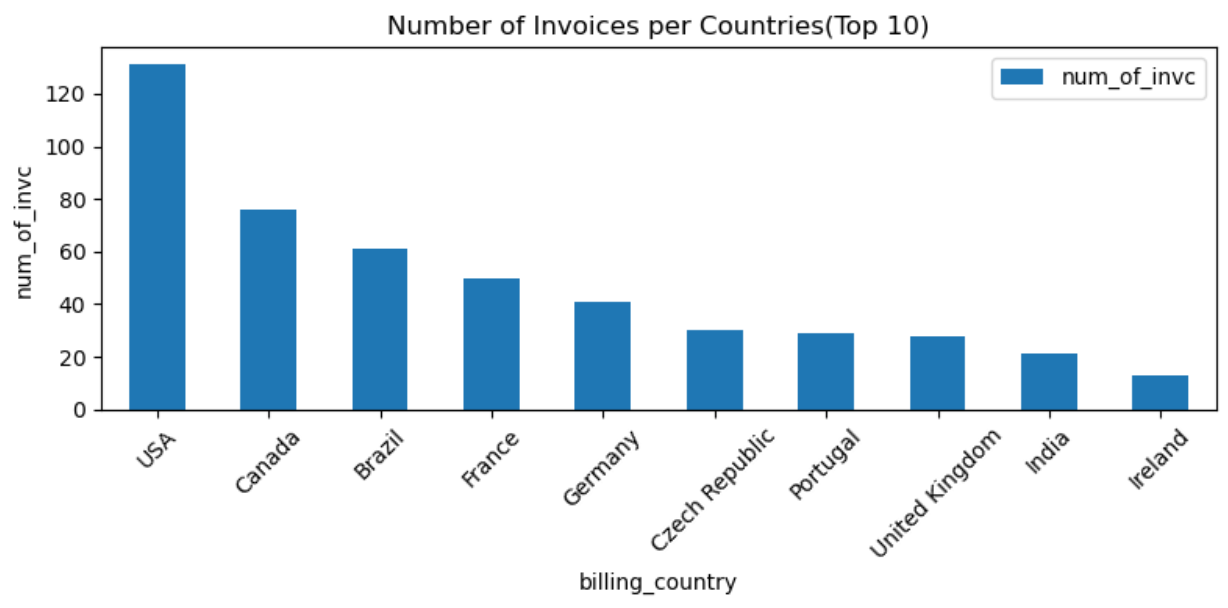 Number of Invoices per Countries(Top 10)
num_of_invc
num_of_invc
120
100
80
60
40
20
0
USA
Canada
Brazil
France
Germany
Czech Republic
Portugal
United Kingdom
India
Ireland
billing_country